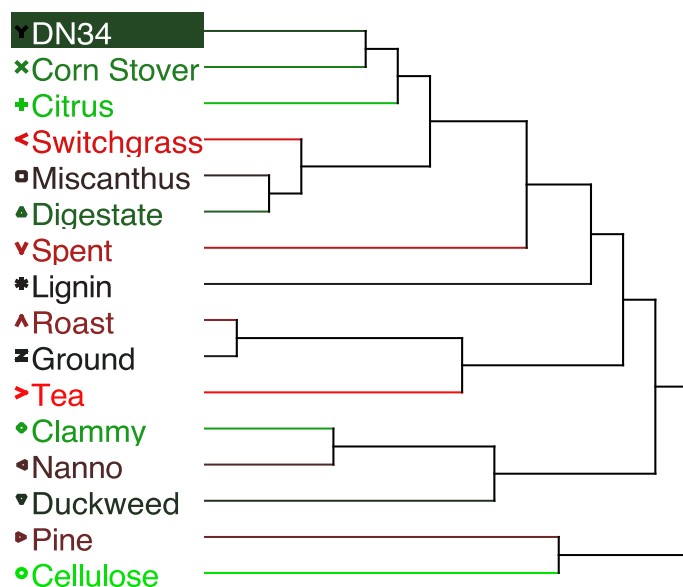 DN34
Corn Stover
Citrus
Switchgrass
Miscanthus
Digestate
Spent
Lignin
Roast
Ground
Tea
Clammy
Nanno
Duckweed
Pine
Cellulose